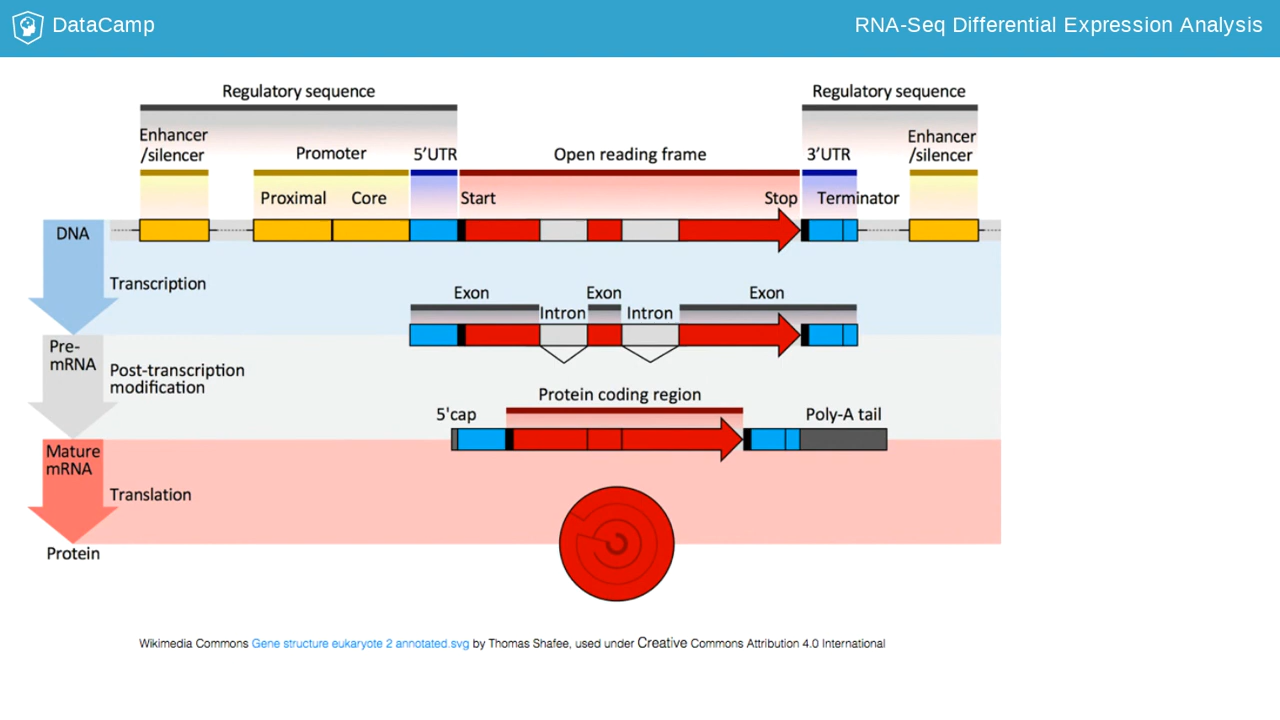 DataCamp
RNA-Seq Differential Expression Analysis
Regulatory sequence
Regulatory sequence
Enhancer
/silencer
Promoter
5’UTR
Open reading frame
3’UTR
Enhancer
/silencer
Proximal
Core
Start
Stop
Terminator
DNA
Transcription
Exon
Exon
Exon
Intron
Intron
Pre-
mRNA
Post-transcription
modification
Protein coding region
5'cap
Poly-A tail
Mature
mRNA
Translation
Protein
Wikimedia Commons Gene structure eukaryote 2 annotated.svg by Thomas Shafee, used under Creative Commons Attribution 4.0 International